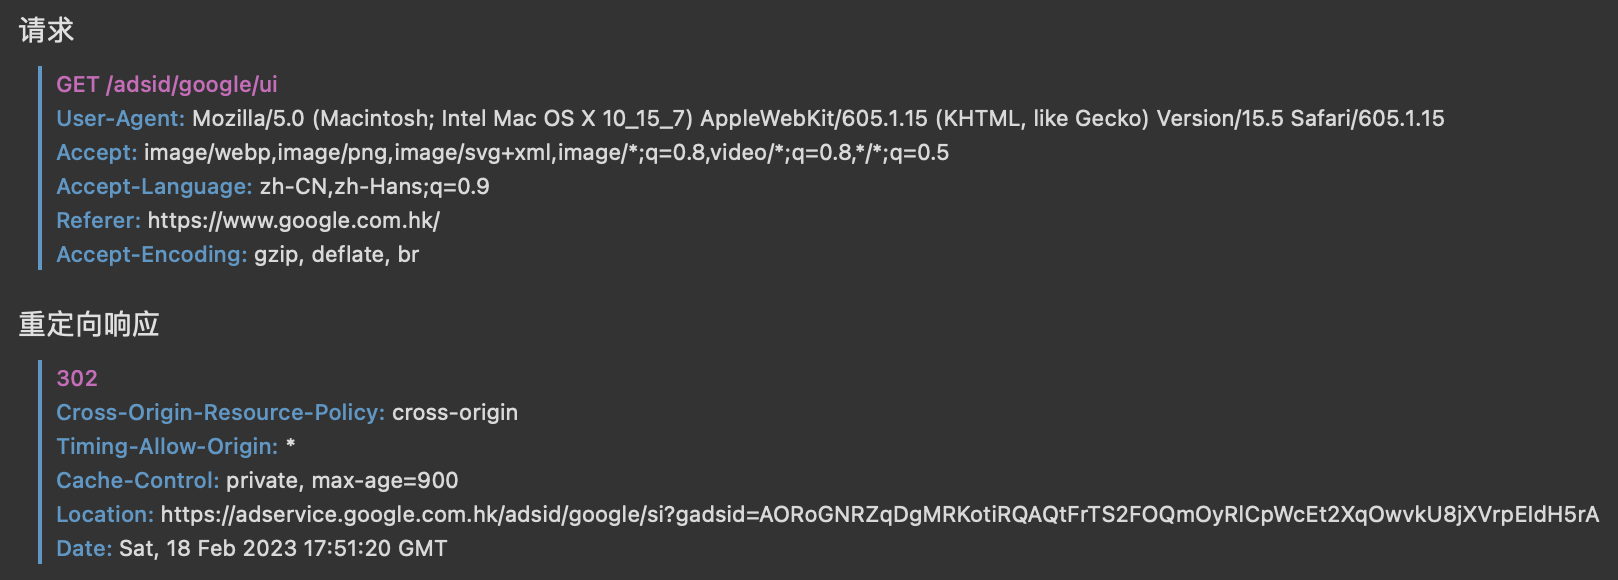 请求
GET /adsid/google/ui
User-Agent: Mozilla/5.0 (Macintosh; Intel Mac OS X 10_15_7) AppleWebKit/605.1.15 (KHTML, like Gecko) Version/15.5 Safari/605.1.15
Accept: image/webp,image/png,image/svg+xml,image/*;q=0.8,video/*;q=0.8,*/*;q=0.5
Accept-Language: zh-CN,zh-Hans;q=0.9
Referer: https://www.google.com.hk/
Accept-Encoding: gzip, deflate, br
重定向响应
302
Cross-Origin-Resource-Policy: cross-origin
Timing-Allow-Origin: *
Cache-Control: private, max-age=900
Location: https://adservice.google.com.hk/adsid/google/si?gadsid=AORoGNRZqDgMRKotiRQAQtFrTS2FOQmOyRlCpWcEt2XqOwvkU8jXVrpEIdH5rA
Date: Sat, 18 Feb 2023 17:51:20 GMT